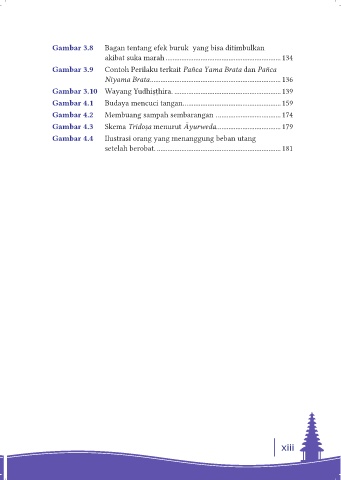 Gambar 3.8 Bagan tentang efek buruk yang bisa ditimbulkan
akibat suka marah ........................................................ 134
Gambar 3.9 Contoh Perilaku terkait Pañca Yama Brata dan Pañca
Niyama Brata................................................................ 136
Gambar 3.10 Wayang Yudhiṣṭhira. .................................................... 139
Gambar 4.1 Budaya mencuci tangan................................................ 159
Gambar 4.2 Membuang sampah sembarangan ................................ 174
Gambar 4.3 Skema Tridoṣa menurut Āyurweda............................... 179
Gambar 4.4 Ilustrasi orang yang menanggung beban utang
setelah berobat. ............................................................. 181
xiii